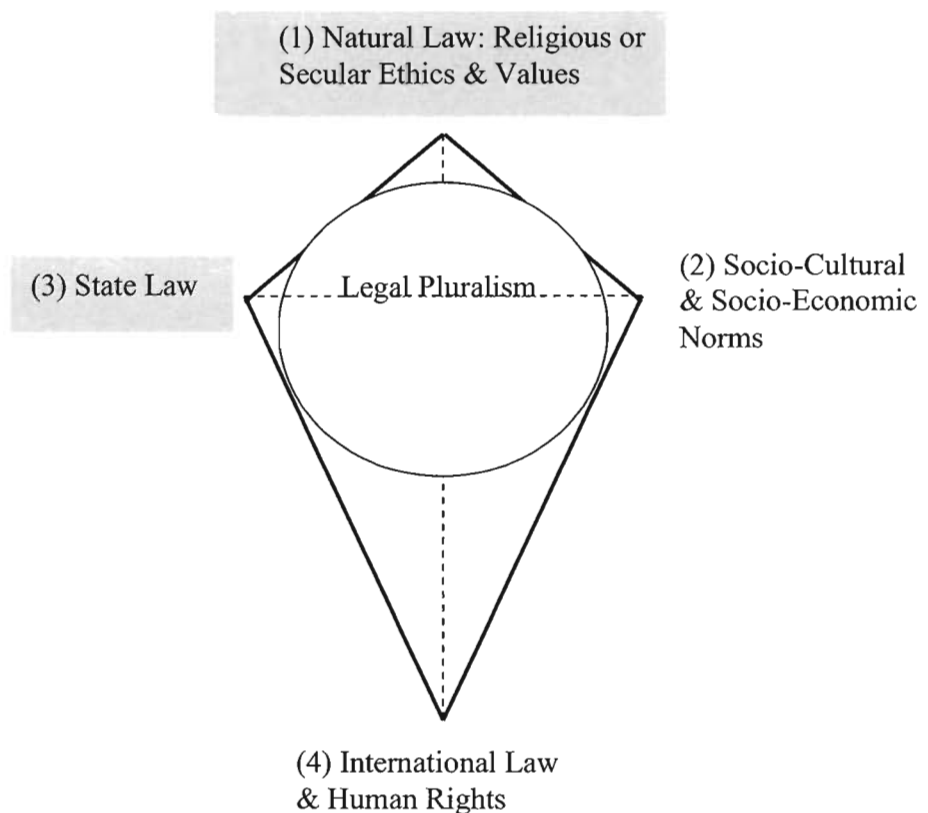 (1) Natural Law: Religious or
Secular Ethics & Values
(3) State Law
Legal Pluralism
(2) Socio-Cultural
& Socio-Economic
Norms
(4) International Law
& Human Rights